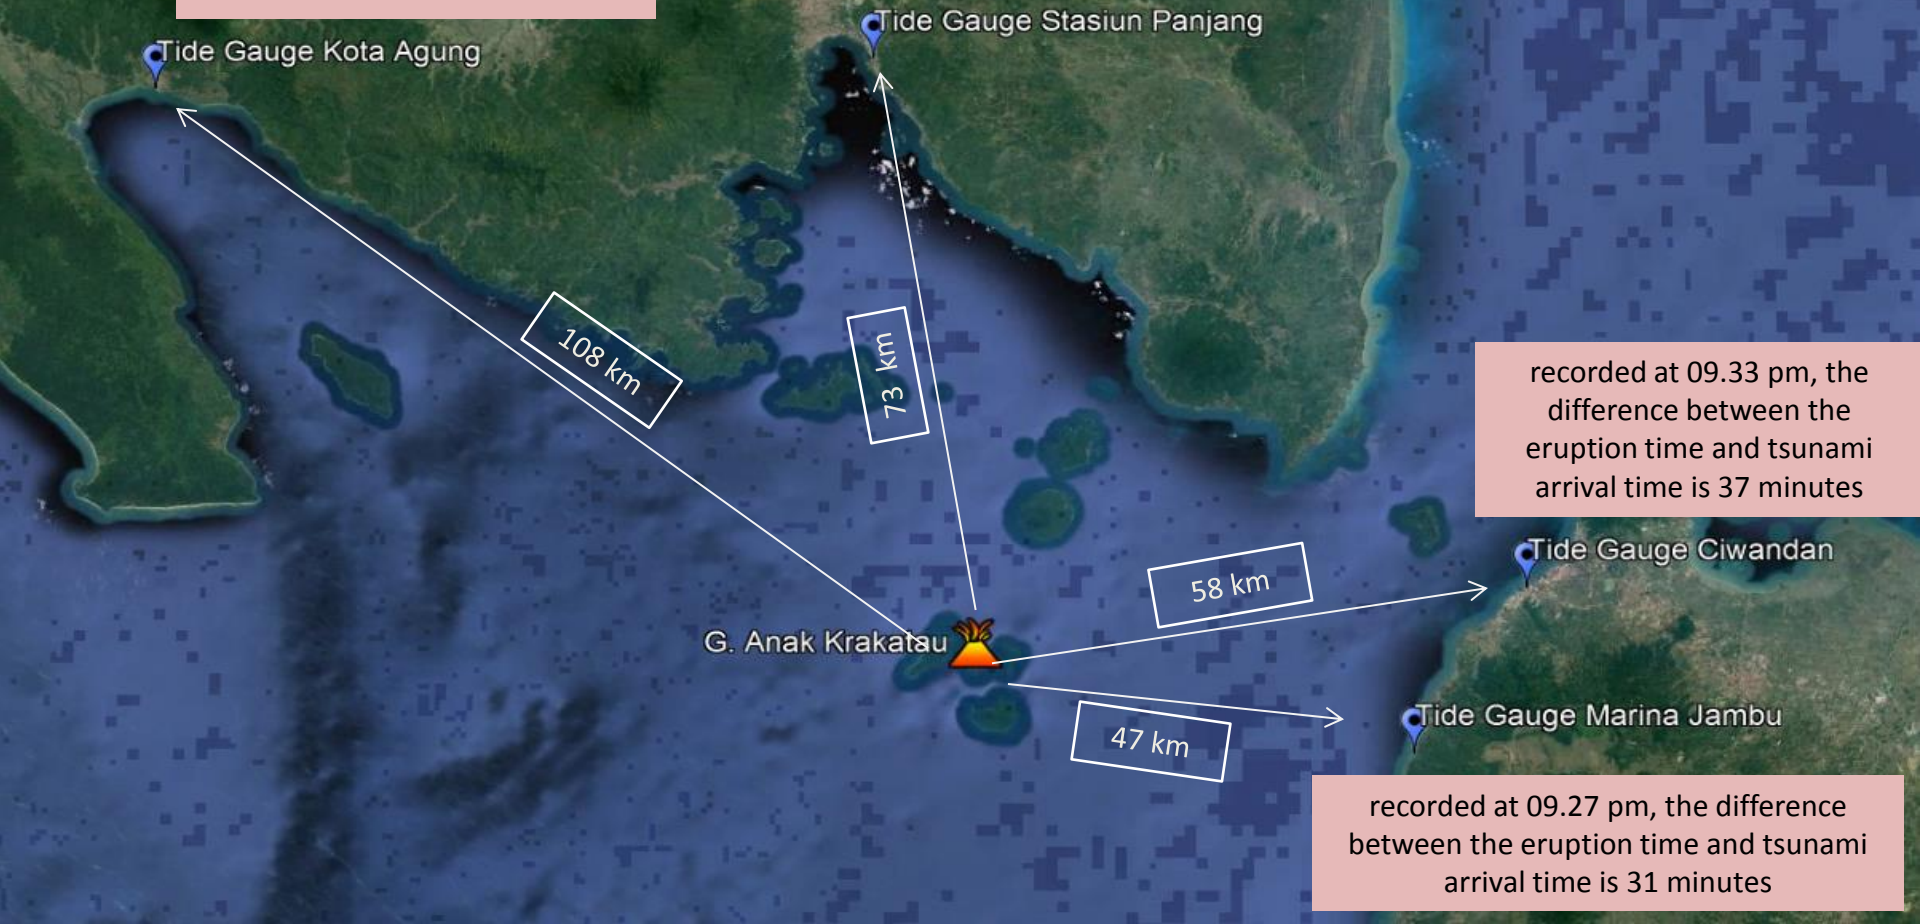 Tide Gauge Stasiun Panjang
Tide Gauge Kota Agung
108 km
73 km
recorded at 09.33 pm, the
difference between the
eruption time and tsunami
arrival time is 37 minutes
Tide Gauge Ciwandan
58 km
G. Anak Krakatau
Tide Gauge Marina Jambu
47 km
recorded at 09.27 pm, the difference
between the eruption time and tsunami
arrival time is 31 minutes